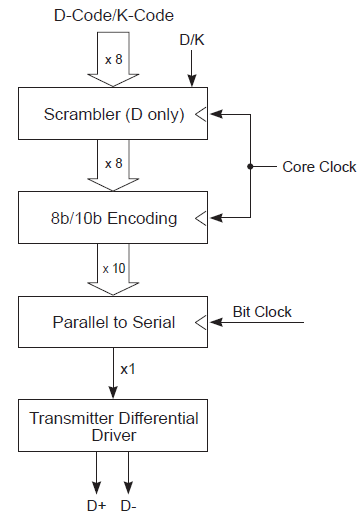 D-Code/K-Code
D/K
x 8
Scrambler (D only)
x 8
Core Clock
8b/10b Encoding
x 10
Bit Clock
Parallel to Serial
x1
Transmitter Differential
Driver
D+ D-